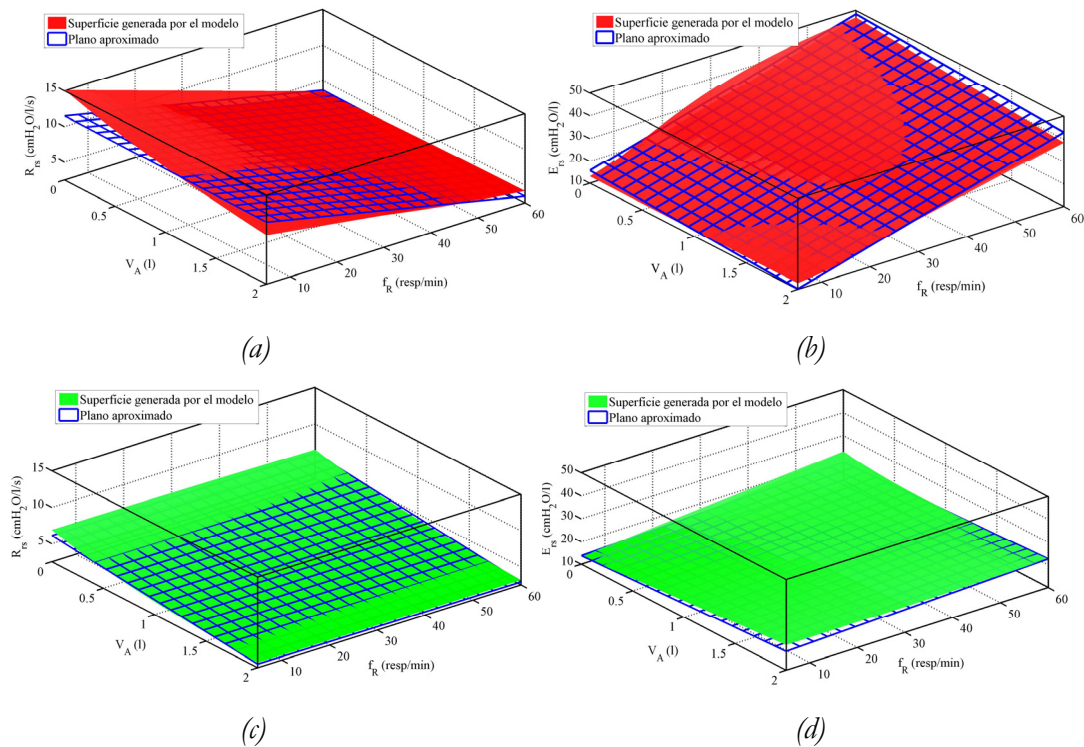 Superficie generada por el modelo
Plano aproximado
R_rs (cmH_2O/l/s)
15
10
5
0
0.5
1
1.5
2
V_A (l)
10
20
30
40
50
60
f_R (resp/min)
(a)
Superficie generada por el modelo
Plano aproximado
E_rs (cmH_2O/l)
50
40
30
20
10
0
0.5
1
1.5
2
V_A (l)
10
20
30
40
50
60
f_R (resp/min)
(b)
Superficie generada por el modelo
Plano aproximado
R_rs (cmH_2O/l/s)
15
10
5
0
0.5
1
1.5
2
V_A (l)
10
20
30
40
50
60
f_R (resp/min)
(c)
Superficie generada por el modelo
Plano aproximado
E_rs (cmH_2O/l)
50
40
30
20
10
0
0.5
1
1.5
2
V_A (l)
10
20
30
40
50
60
f_R (resp/min)
(d)